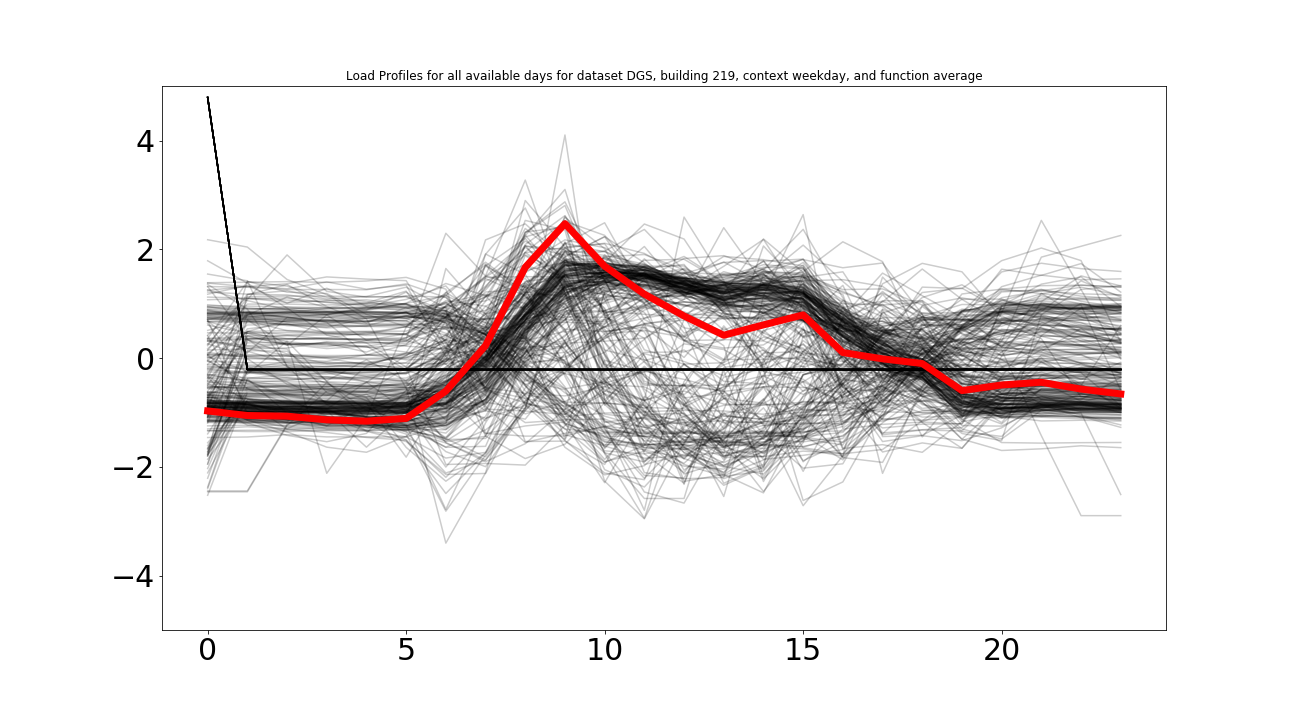 Load Profiles for all available days for dataset DGS, building 219, context weekday, and function average
4
2
0
−2
−4
0 5 10 15 20